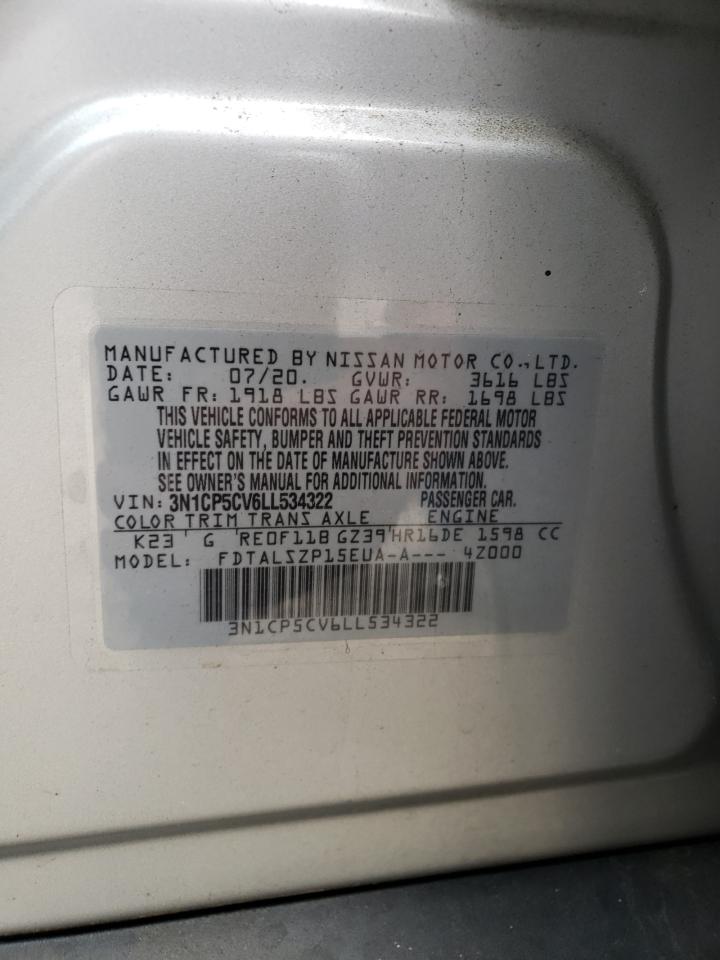 MANUFACTURED BY NISSAN MOTOR CO.,LTD.
DATE: 07/20. GVWR: 3616 LBS
GAWR FR: 1918 LBS GAWR RR: 1698 LBS
THIS VEHICLE CONFORMS TO ALL APPLICABLE FEDERAL MOTOR
VEHICLE SAFETY, BUMPER AND THEFT PREVENTION STANDARDS
IN EFFECT ON THE DATE OF MANUFACTURE SHOWN ABOVE.
SEE OWNER'S MANUAL FOR ADDITIONAL INFORMATION.
VIN: 3N1CP5CV6LL534322 PASSENGER CAR.
COLOR TRIM TRANS AXLE ENGINE
K23 ' G 'RE0F11B GZ39'HR16DE 1598 CC
MODEL: FDTALSZP15EUA-A--- 4Z000
3N1CP5CV6LL534322